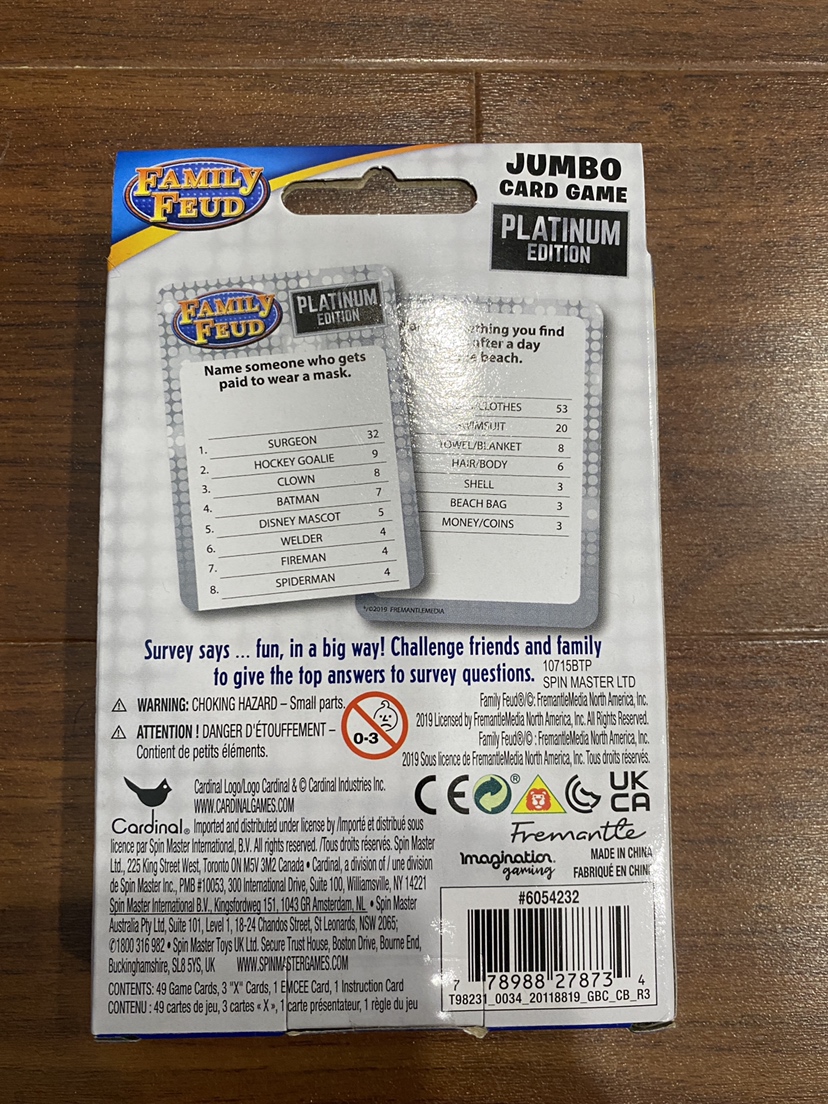 FAMILY
FEUD
JUMBO
CARD GAME
PLATINUM
EDITION
FAMILY
FEUD
PLATINUM
EDITION
Name someone who gets
paid to wear a mask.
1. SURGEON 32
2. HOCKEY GOALIE 9
3. CLOWN 8
4. BATMAN 7
5. DISNEY MASCOT 5
6. WELDER 4
7. FIREMAN 4
8. SPIDERMAN 4
you find
after a day
beach.
CLOTHES 53
SWIMSUIT 20
TOWEL/BLANKET 8
HAIR/BODY 6
SHELL 3
BEACH BAG 3
MONEY/COINS 3
©2019 FREMANTLEMEDIA
Survey says ... fun, in a big way! Challenge friends and family
to give the top answers to survey questions.
10715BTP
SPIN MASTER LTD
WARNING: CHOKING HAZARD – Small parts.
ATTENTION ! DANGER D'ÉTOUFFEMENT –
Contient de petits éléments.
0-3
Family Feud®/©: FremantleMedia North America, Inc.
2019 Licensed by FremantleMedia North America, Inc. All Rights Reserved.
Family Feud®/© : FremantleMedia North America, Inc.
2019 Sous licence de FremantleMedia North America, Inc. Tous droits réservés.
Cardinal®
Cardinal Logo/Logo Cardinal & © Cardinal Industries Inc.
WWW.CARDINALGAMES.COM
Imported and distributed under license by /Importé et distribué sous
licence par Spin Master International, B.V. All rights reserved. /Tous droits réservés. Spin Master
Ltd., 225 King Street West, Toronto ON M5V 3M2 Canada • Cardinal, a division of / une division
de Spin Master Inc., PMB #10053, 300 International Drive, Suite 100, Williamsville, NY 14221
Spin Master International B.V., Kingsfordweg 151, 1043 GR Amsterdam, NL • Spin Master
Australia Pty Ltd, Suite 101, Level 1, 18-24 Chandos Street, St Leonards, NSW 2065;
✆1800 316 982 • Spin Master Toys UK Ltd. Secure Trust House, Boston Drive, Bourne End,
Buckinghamshire, SL8 5YS, UK WWW.SPINMASTERGAMES.COM
CONTENTS: 49 Game Cards, 3 "X" Cards, 1 EMCEE Card, 1 Instruction Card
CONTENU : 49 cartes de jeu, 3 cartes « X », 1 carte présentateur, 1 règle du jeu
CE
®
UK
CA
Fremantle
Imagination
gaming
MADE IN CHINA
FABRIQUÉ EN CHIN
#6054232
7 78988 27873 4
T98231_0034_20118819_GBC_CB_R3